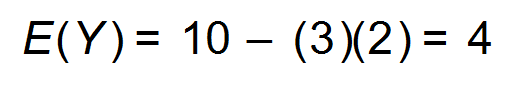 E(Y) = 10 – (3)(2) = 4